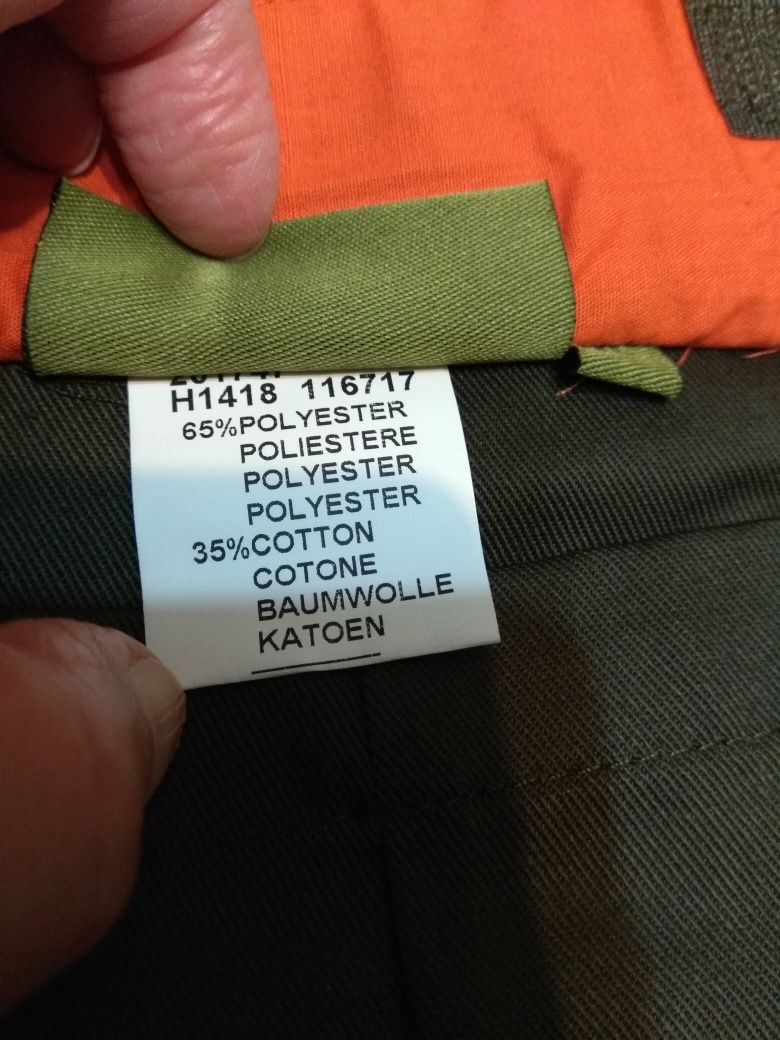 H1418 116717
65%POLYESTER
POLIESTERE
POLYESTER
POLYESTER
35%COTTON
COTONE
BAUMWOLLE
KATOEN